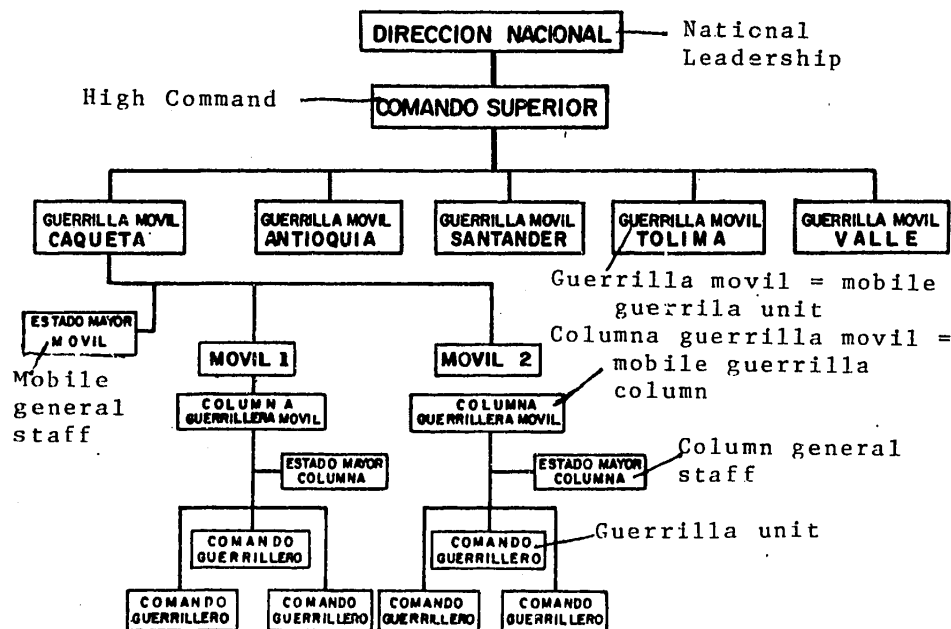 DIRECCION NACIONAL
National
Leadership
High Command
COMANDO SUPERIOR
GUERRILLA MOVIL
CAQUETA
GUERRILLA MOVIL
ANTIOQUIA
GUERRILLA MOVIL
SANTANDER
GUERRILLA MOVIL
TOLIMA
GUERRILLA MOVIL
VALLE
Guerrilla movil = mobile
guerrila unit
ESTADO MAYOR
MOVIL
Mobile
general
staff
MOVIL 1
MOVIL 2
Columna guerrilla movil =
mobile guerrilla
column
COLUMNA
GUERRILLERA MOVIL
COLUMNA
GUERRILLERA MOVIL
ESTADO MAYOR
COLUMNA
ESTADO MAYOR
COLUMNA
Column general
staff
COMANDO
GUERRILLERO
COMANDO
GUERRILLERO
Guerrilla unit
COMANDO
GUERRILLERO
COMANDO
GUERRILLERO
COMANDO
GUERRILLERO
COMANDO
GUERRILLERO